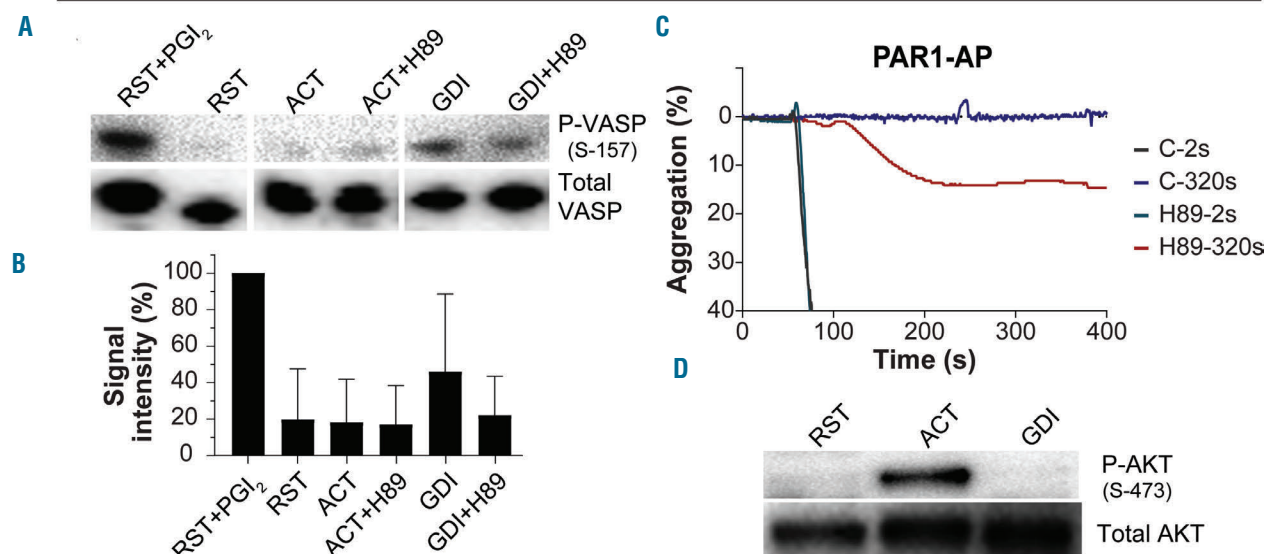 A
RST+PGI₂
RST
ACT
ACT+H89
GDI
GDI+H89
P-VASP
(S-157)
Total
VASP
B
Signal
intensity (%)
100
80
60
40
20
0
RST+PGI₂
RST
ACT
ACT+H89
GDI
GDI+H89
C
PAR1-AP
Aggregation (%)
0
10
20
30
40
0
100
200
300
400
Time (s)
C-2s
C-320s
H89-2s
H89-320s
D
RST
ACT
GDI
P-AKT
(S-473)
Total AKT